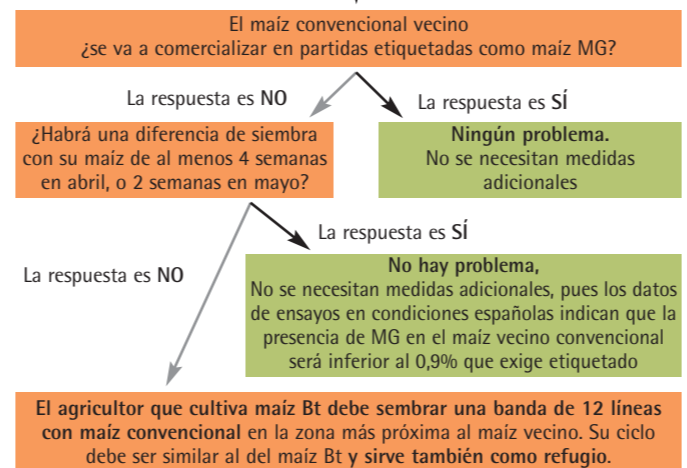 El maíz convencional vecino
¿se va a comercializar en partidas etiquetadas como maíz MG?
La respuesta es NO
La respuesta es SÍ
¿Habrá una diferencia de siembra
con su maíz de al menos 4 semanas
en abril, o 2 semanas en mayo?
Ningún problema.
No se necesitan medidas
adicionales
La respuesta es SÍ
La respuesta es NO
No hay problema,
No se necesitan medidas adicionales, pues los datos
de ensayos en condiciones españolas indican que la
presencia de MG en el maíz vecino convencional
será inferior al 0,9% que exige etiquetado
El agricultor que cultiva maíz Bt debe sembrar una banda de 12 líneas
con maíz convencional en la zona más próxima al maíz vecino. Su ciclo
debe ser similar al del maíz Bt y sirve también como refugio.